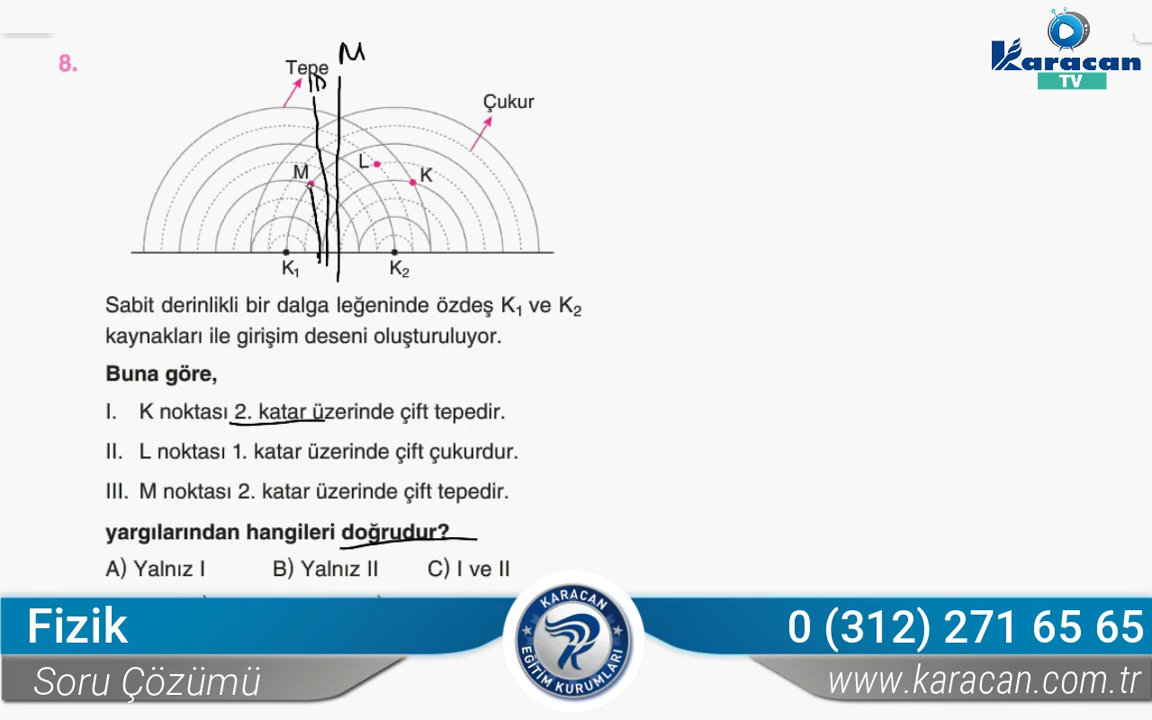 Karacan
TV
8.
M
Tepe
Çukur
L
K
M
K₁
K₂
Sabit derinlikli bir dalga leğeninde özdeş K₁ ve K₂
kaynakları ile girişim deseni oluşturuluyor.
Buna göre,
I. K noktası 2. katar üzerinde çift tepedir.
II. L noktası 1. katar üzerinde çift çukurdur.
III. M noktası 2. katar üzerinde çift tepedir.
yargılarından hangileri doğrudur?
A) Yalnız I B) Yalnız II C) I ve II
Fizik
Soru Çözümü
KARACAN
EĞİTİM KURUMLARI
0 (312) 271 65 65
www.karacan.com.tr